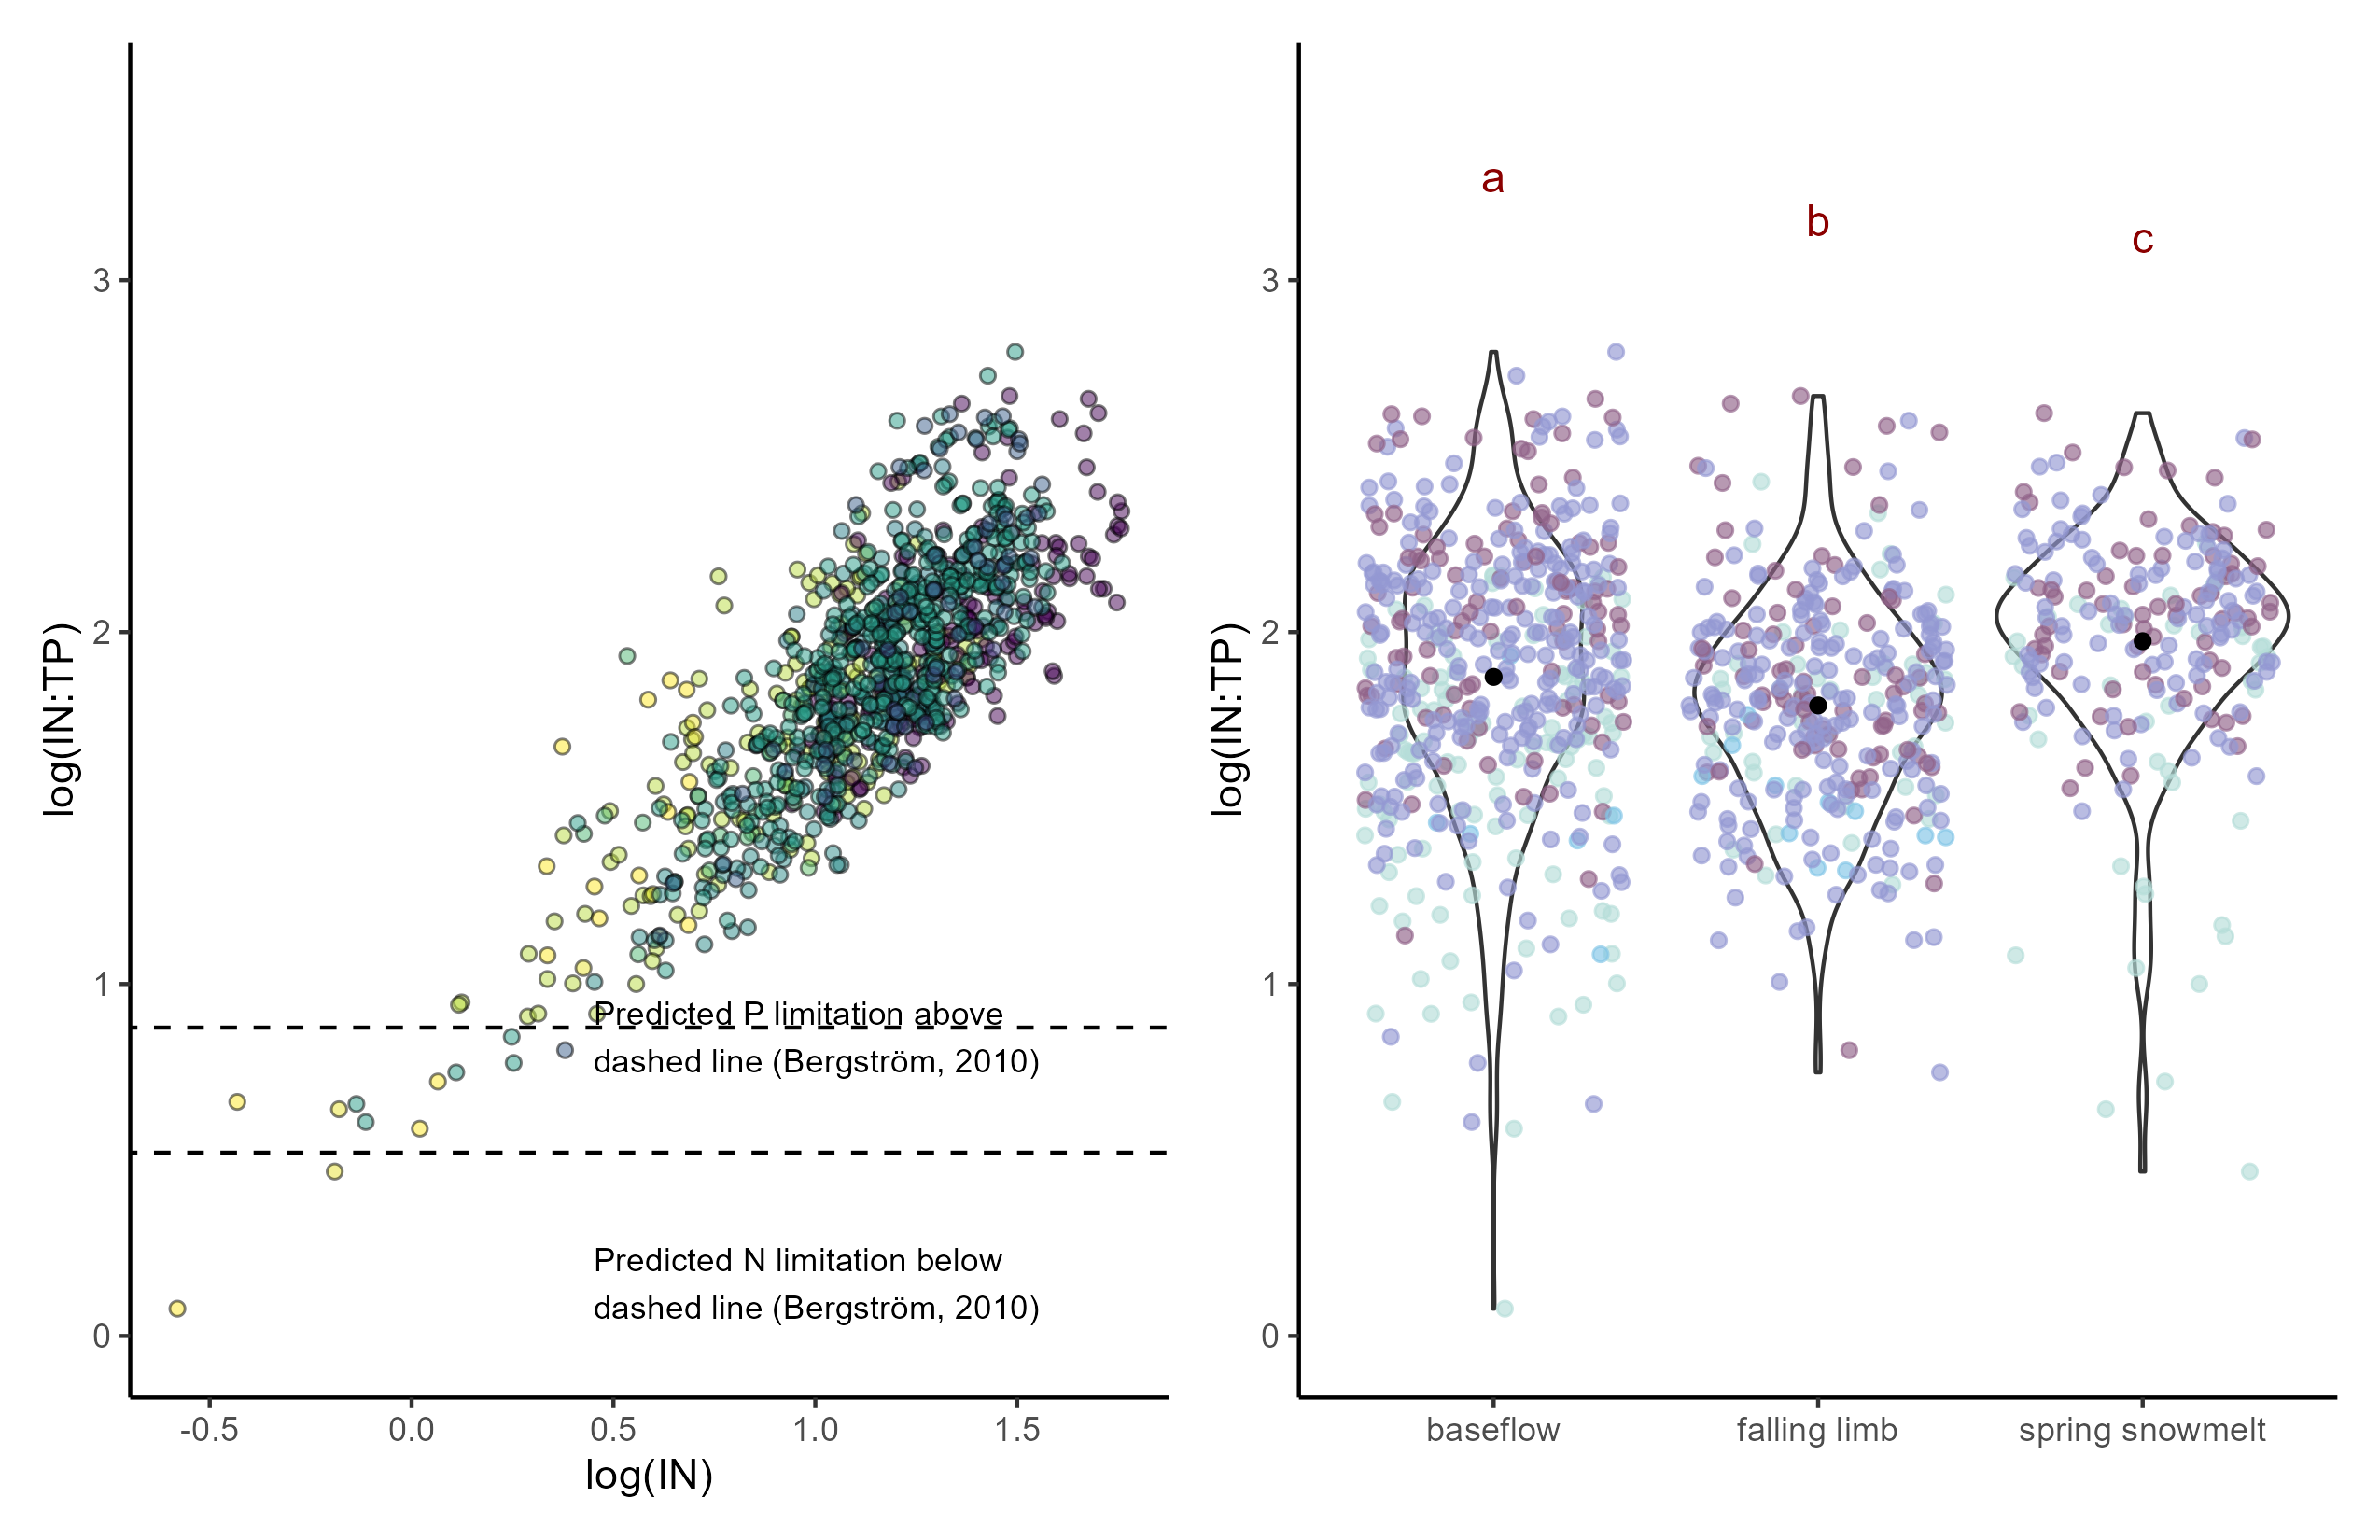 log(IN:TP)
3
2
1
0
Predicted P limitation above
dashed line (Bergström, 2010)
Predicted N limitation below
dashed line (Bergström, 2010)
-0.5
0.0
0.5
1.0
1.5
log(IN)
log(IN:TP)
3
2
1
0
a
b
c
baseflow
falling limb
spring snowmelt